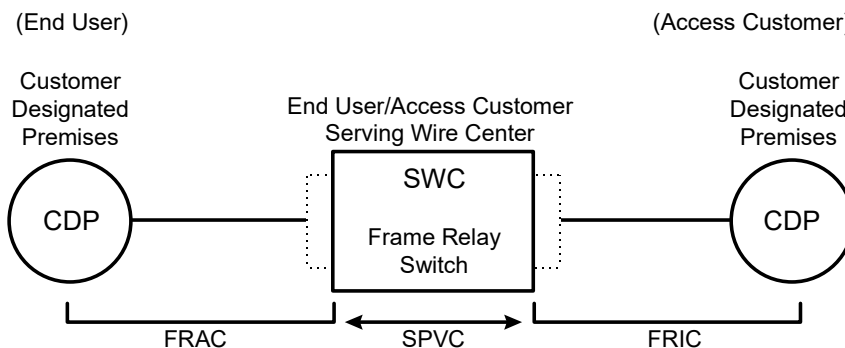 (End User)
(Access Customer)
Customer
Designated
Premises
End User/Access Customer
Serving Wire Center
Customer
Designated
Premises
CDP
SWC
Frame Relay
Switch
CDP
FRAC
SPVC
FRIC